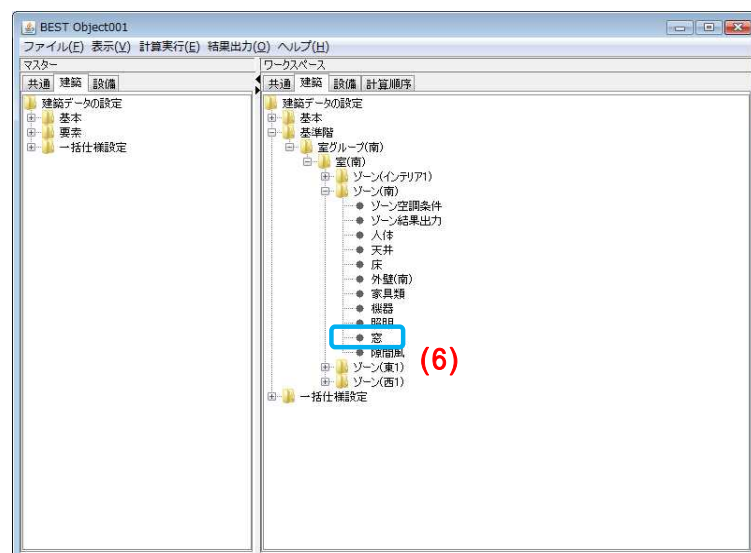 BEST Object001
ファイル(F) 表示(V) 計算実行(E) 結果出力(O) ヘルプ(H)
マスター
共通 建築 設備
建築データの設定
基本
要素
一括仕様設定
ワークスペース
共通 建築 設備 計算順序
建築データの設定
基本
基準階
室グループ(南)
室(南)
ゾーン(インテリア1)
ゾーン(南)
ゾーン空調条件
ゾーン結果出力
人体
天井
床
外壁(南)
家具類
機器
照明
窓
隙間風
(6)
ゾーン(東1)
ゾーン(西1)
一括仕様設定